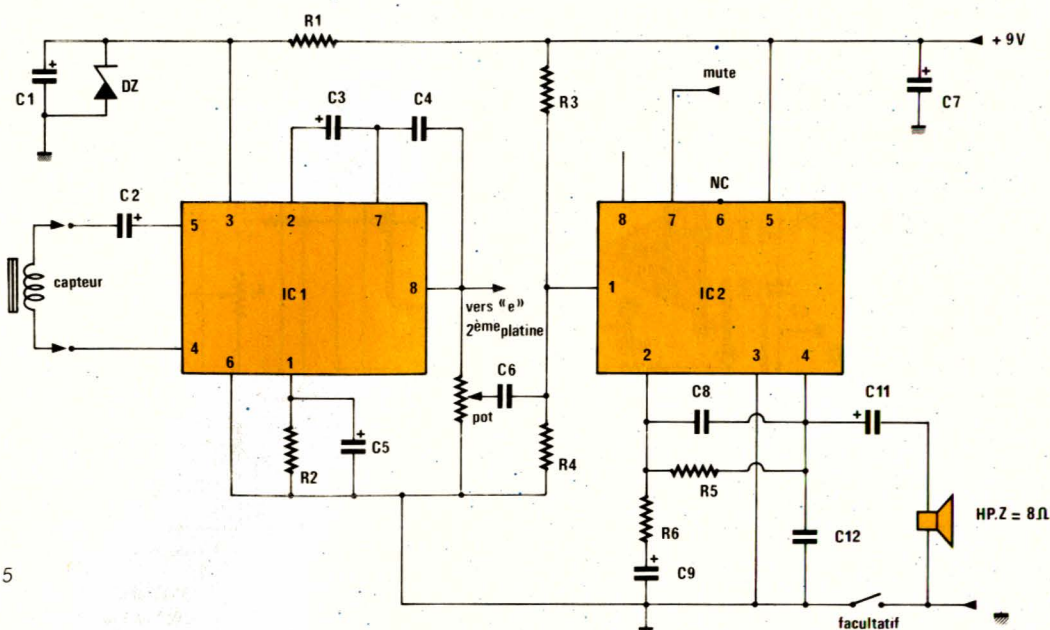 R1
+ 9V
C1
+
DZ
C3
+
C4
R3
mute
+
C7
C2
+
5
3
2
7
8
7
NC
6
5
capteur
IC1
8
vers «e»
2ème platine
1
IC2
4
6
1
2
3
4
C6
pot
C8
C11
+
R2
+
C5
R4
R5
R6
C12
HP.Z = 8Ω
+
C9
5
facultatif